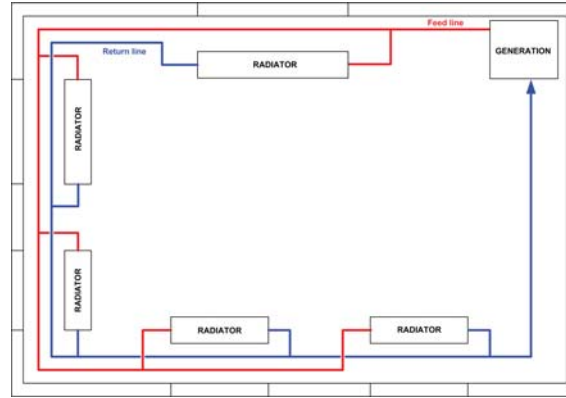 Feed line
GENERATION
Return line
RADIATOR
RADIATOR
RADIATOR
RADIATOR
RADIATOR